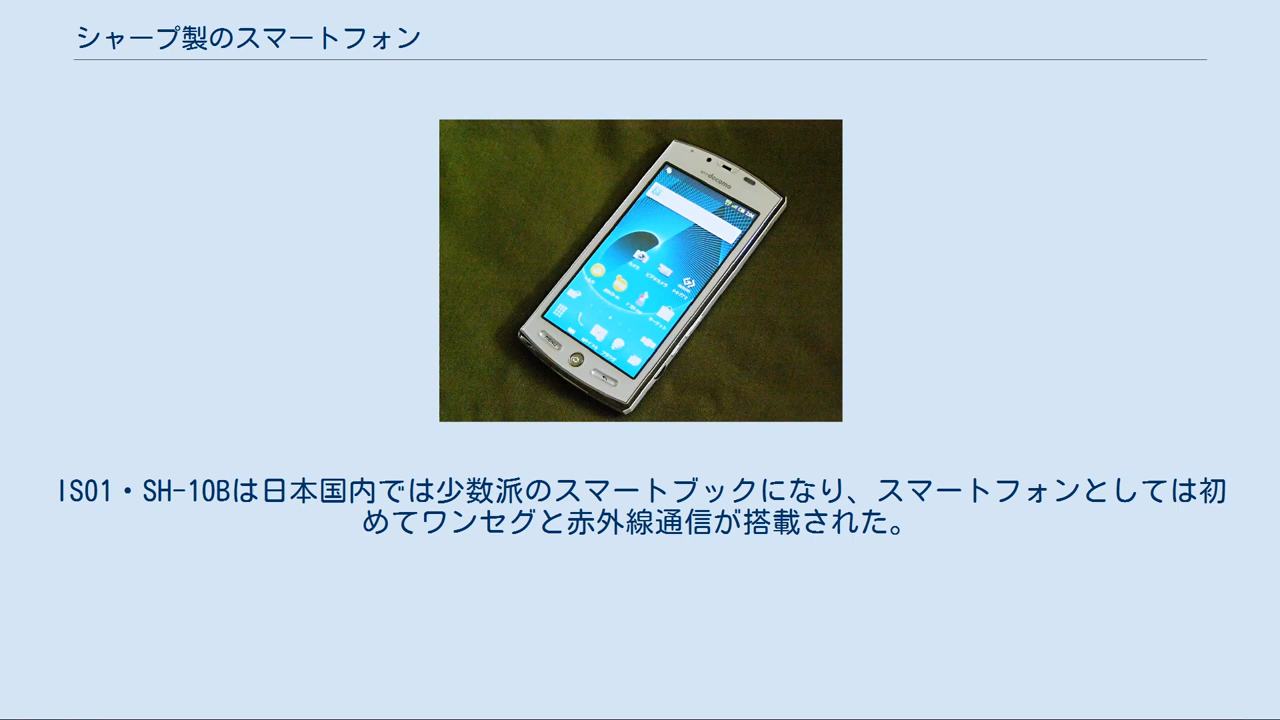 シャープ製のスマートフォン
docomo
IS01・SH-10Bは日本国内では少数派のスマートブックになり、スマートフォンとしては初
めてワンセグと赤外線通信が搭載された。